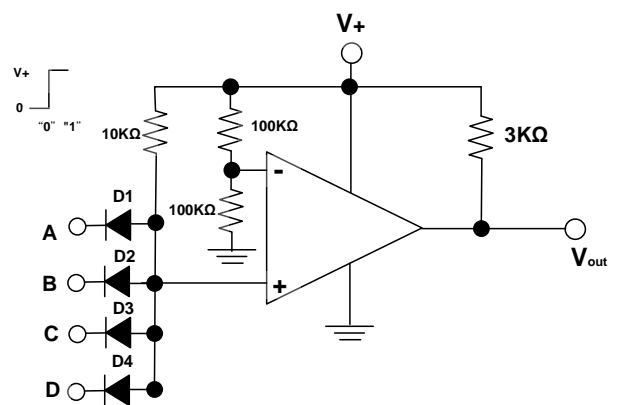 V+
V+
0
"0" "1"
10KΩ
100KΩ
3KΩ
-
100KΩ
D1
A
D2
B
+
Vout
D3
C
D4
D